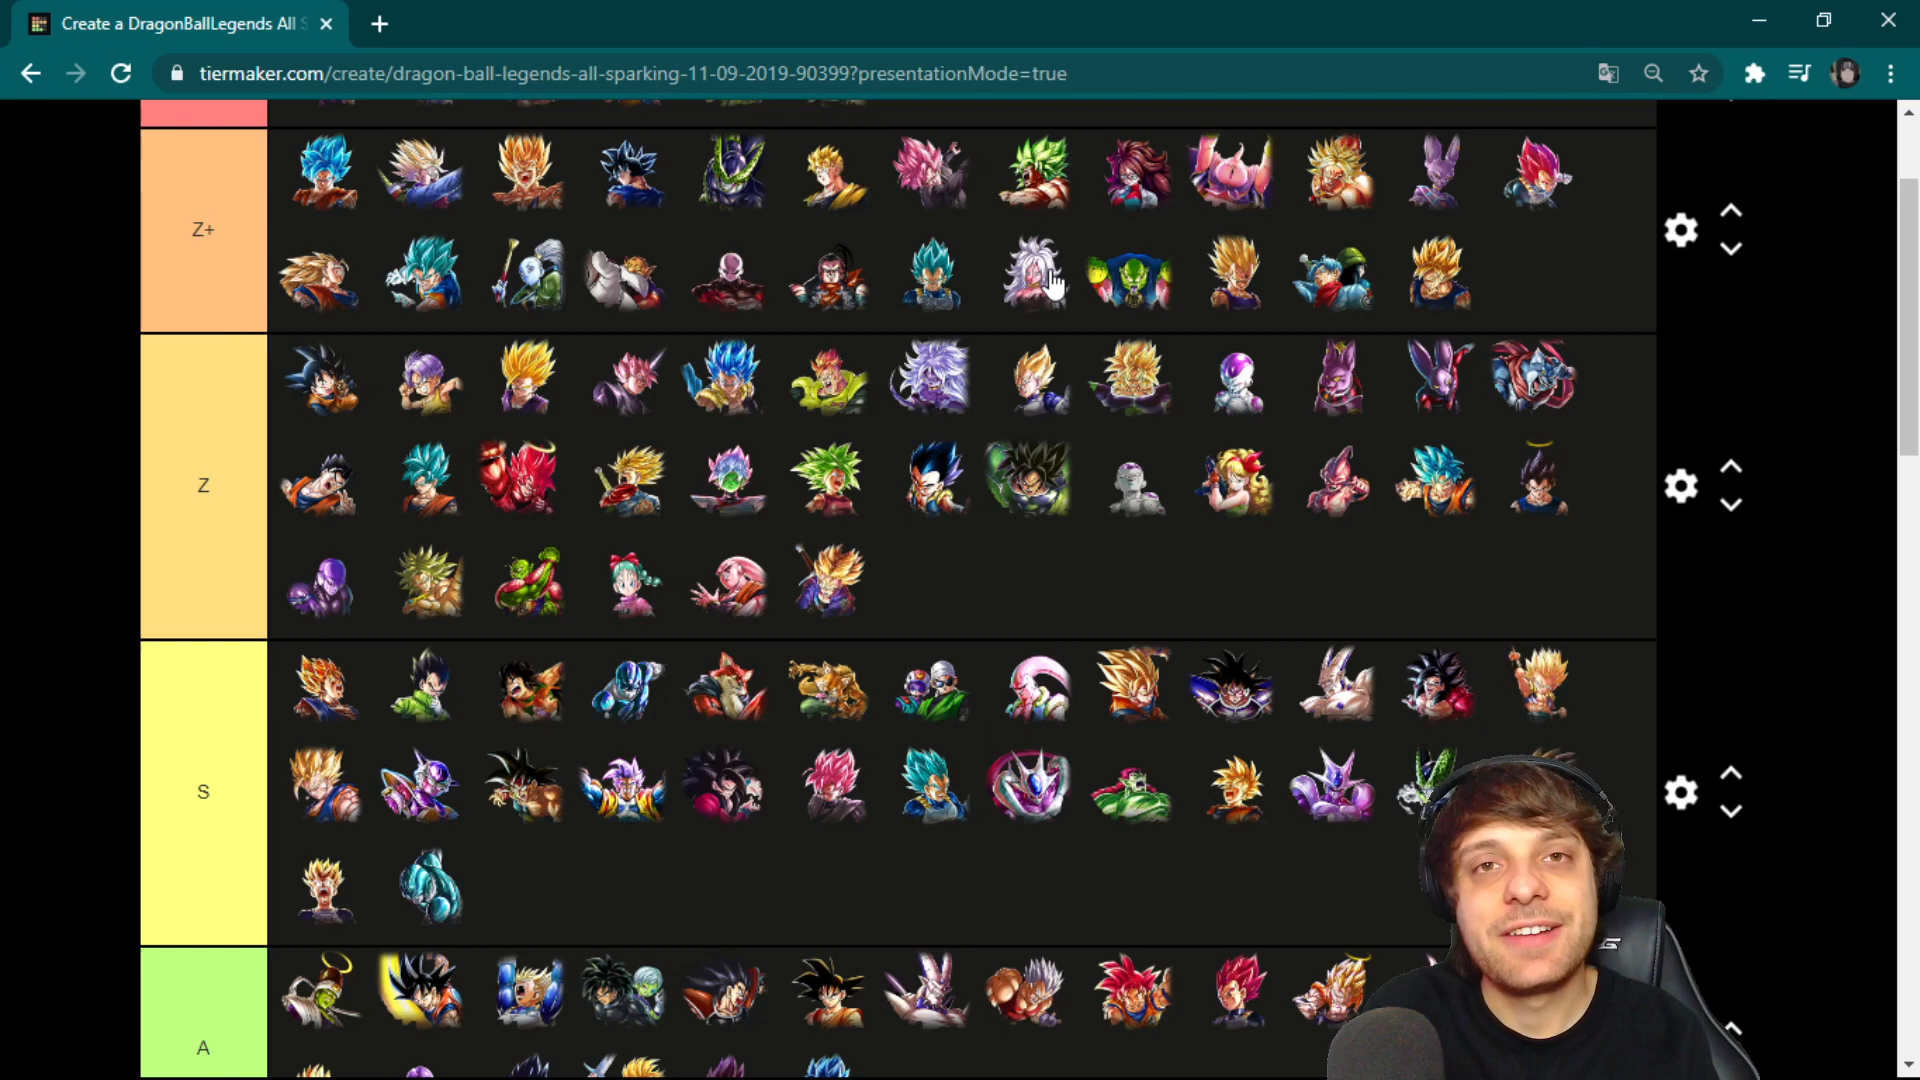 Create a DragonBallLegends All S
tiermaker.com/create/dragon-ball-legends-all-sparking-11-09-2019-90399?presentationMode=true
Z+
Z
S
A